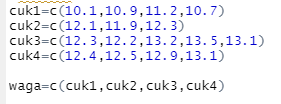 cuk1=c(10.1,10.9,11.2,10.7)
cuk2=c(12.1,11.9,12.3)
cuk3=c(12.3,12.2,13.2,13.5,13.1)
cuk4=c(12.4,12.5,12.9,13.1)
waga=c(cuk1,cuk2,cuk3,cuk4)